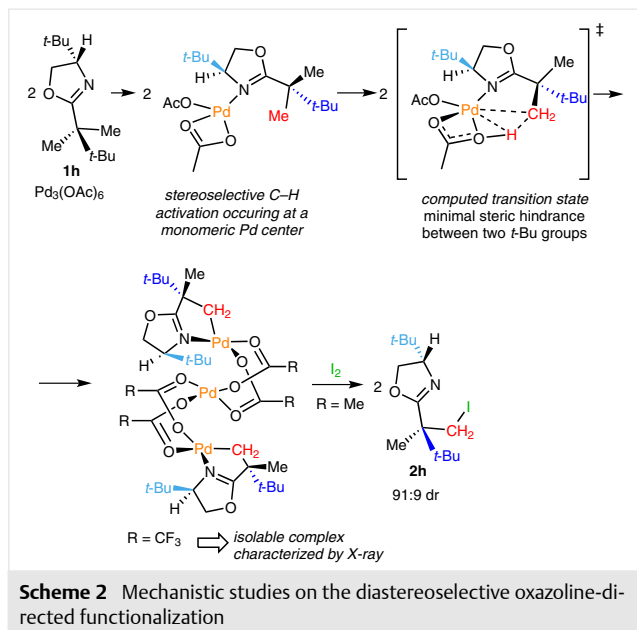 t-Bu H
O
2 N
Me Me
t-Bu
1h
Pd3(OAc)6
2
t-Bu O
H N Me
AcO Pd t-Bu
O O Me
stereoselective C–H
activation occuring at a
monomeric Pd center
2
t-Bu O ‡
H N Me
AcO Pd t-Bu
O O H CH2
computed transition state
minimal steric hindrance
between two t-Bu groups
t-Bu Me
CH2
O N Pd O
H t-Bu O
R O Pd O R
R O O R
O O
Pd CH2
N Me
t-Bu t-Bu
H O
R = CF3
isolable complex
characterized by X-ray
I2
R = Me
t-Bu H
2 O N
I
Me CH2
t-Bu
2h
91:9 dr
Scheme 2 Mechanistic studies on the diastereoselective oxazoline-di-
rected functionalization